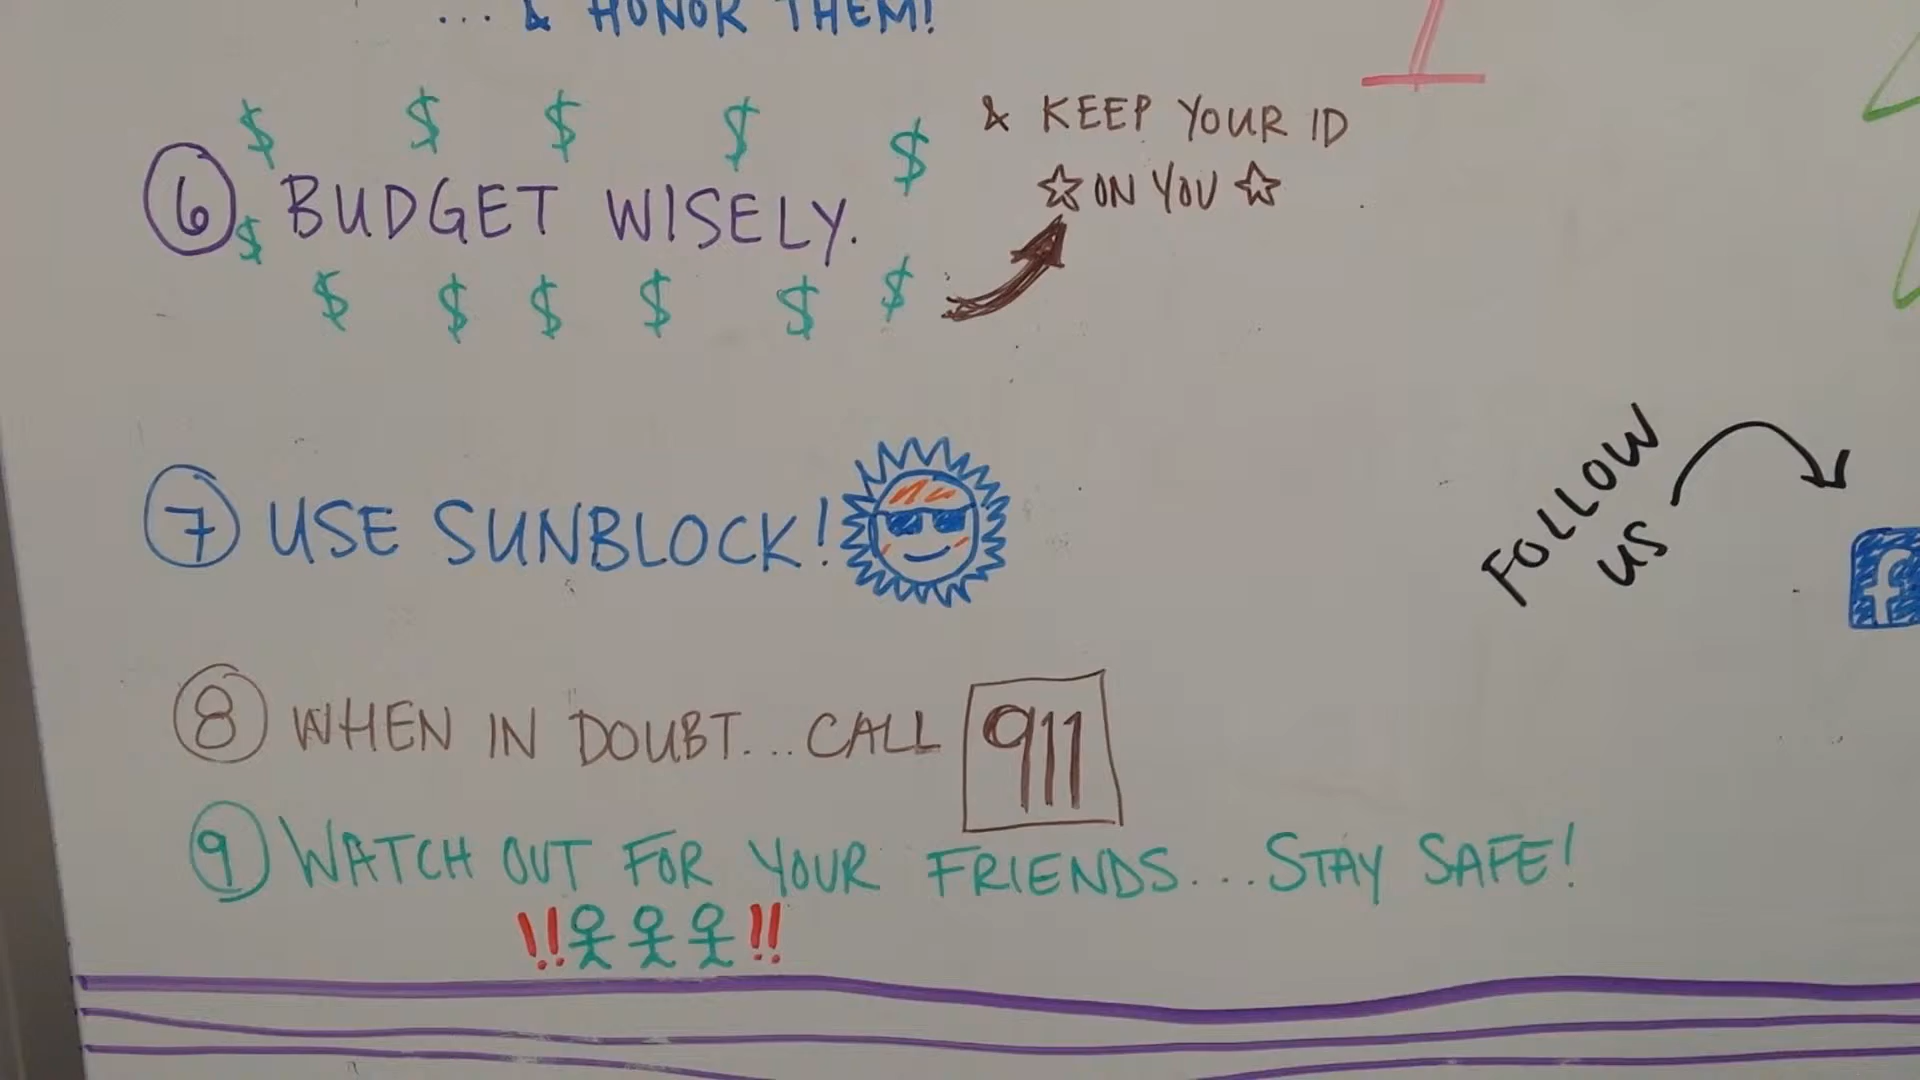 ... & HONOR THEM!
$ $ $ $ $
& KEEP YOUR ID
☆ ON YOU ☆
6 $ BUDGET WISELY.
$ $ $ $ $ $
7 USE SUNBLOCK!
FOLLOW
US
f
8 WHEN IN DOUBT... CALL 911
9 WATCH OUT FOR YOUR FRIENDS... STAY SAFE!
!! !!